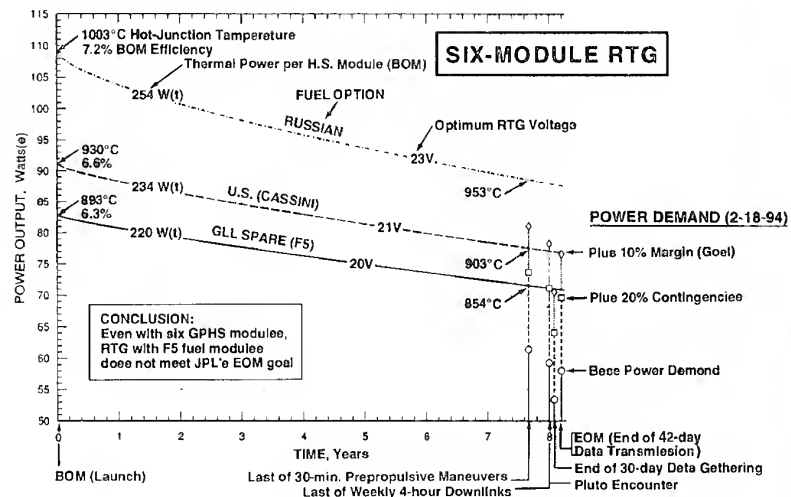 SIX-MODULE RTG
POWER OUTPUT, Watts(e)
115
110
105
100
95
90
85
80
75
70
65
60
55
50
1003°C Hot-Junction Tampereture
7.2% BOM Efficiency
Thermal Power per H.S. Module (BOM)
FUEL OPTION
254 W(t)
RUSSIAN
Optimum RTG Voltage
23V
953°C
930°C
6.6%
234 W(t)
U.S. (CASSINI)
21V
903°C
893°C
6.3%
220 W(t)
GLL SPARE (F5)
20V
854°C
POWER DEMAND (2-18-94)
Plus 10% Margin (Goel)
Plue 20% Contingenciee
Bece Power Demond
CONCLUSION:
Even with six GPHS modulee,
RTG with F5 fuel modulee
doee not meet JPL'e EOM goal
0 1 2 3 4 5 6 7 8
TIME, Years
BOM (Launch)
Last of 30-min. Prepropulsive Maneuvers
Last of Weekly 4-hour Downlinks
EOM (End of 42-day
Data Transmlesion)
End of 30-day Deta Gethering
Pluto Encounter